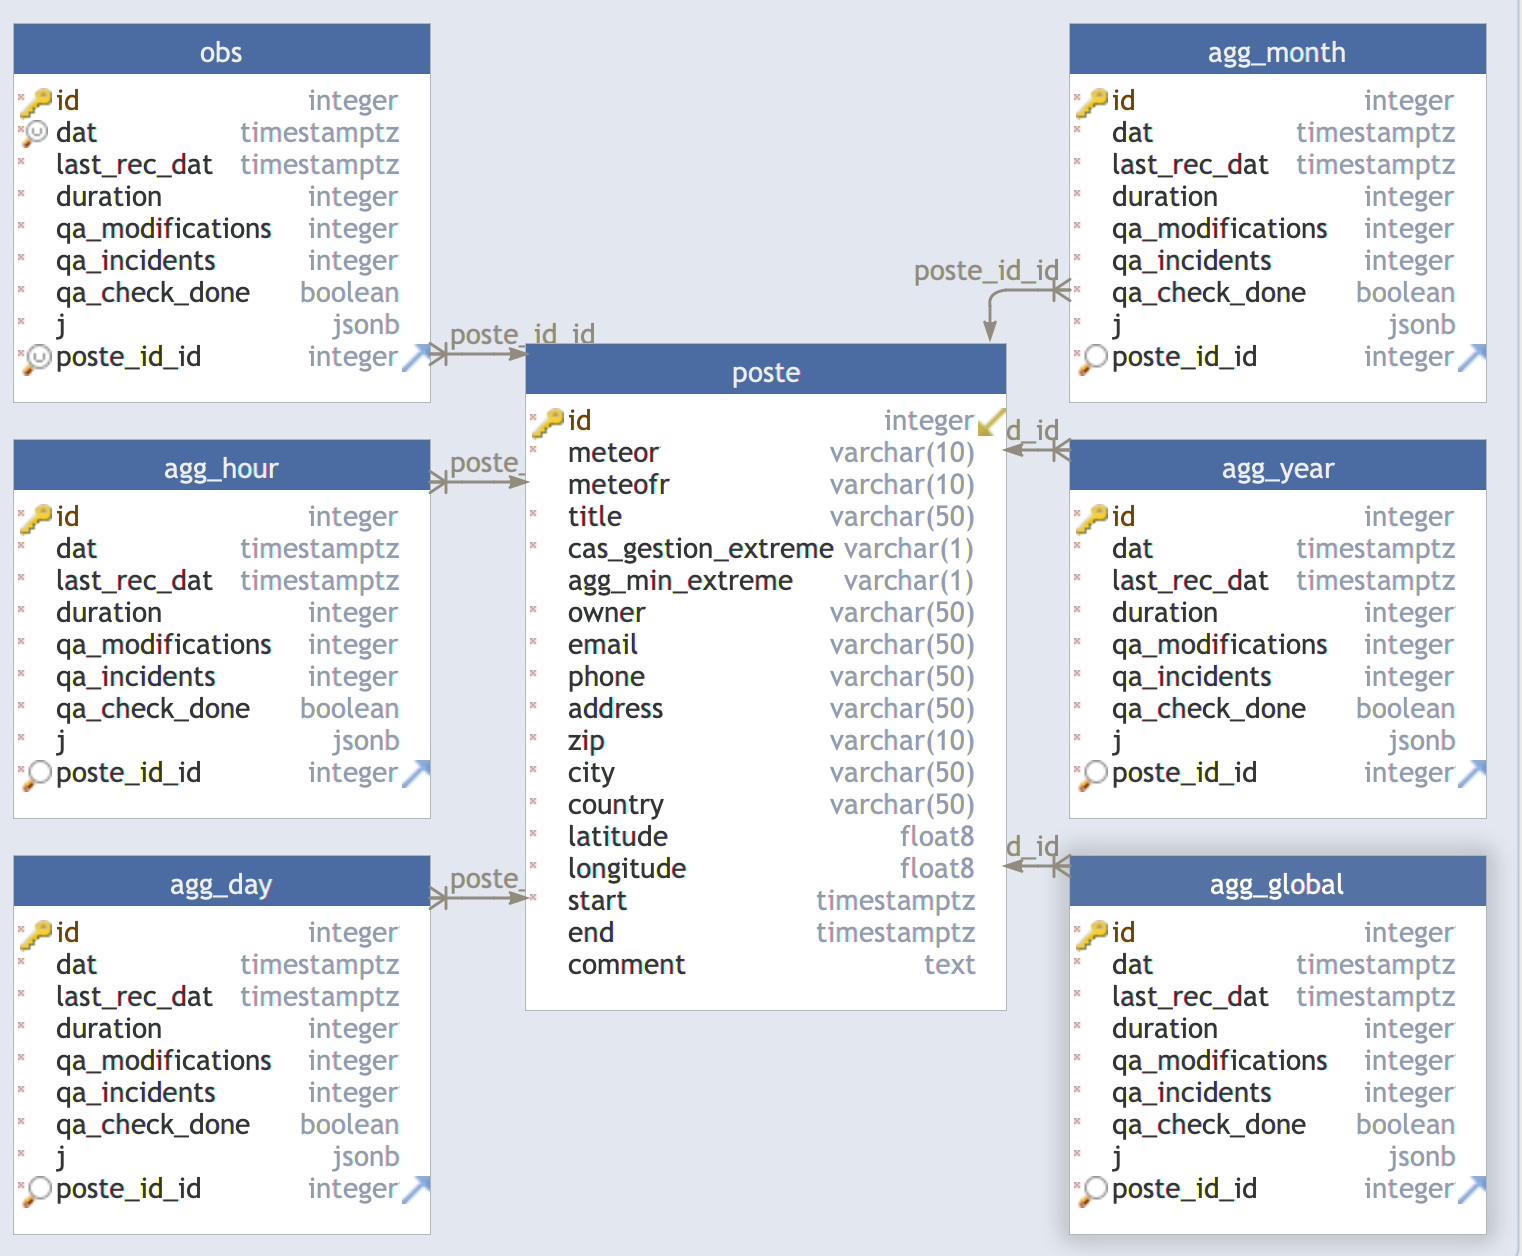 obs
id integer
dat timestamptz
last_rec_dat timestamptz
duration integer
qa_modifications integer
qa_incidents integer
qa_check_done boolean
j jsonb
poste_id_id integer
poste_id_id
agg_hour
id integer
dat timestamptz
last_rec_dat timestamptz
duration integer
qa_modifications integer
qa_incidents integer
qa_check_done boolean
j jsonb
poste_id_id integer
poste_
agg_day
id integer
dat timestamptz
last_rec_dat timestamptz
duration integer
qa_modifications integer
qa_incidents integer
qa_check_done boolean
j jsonb
poste_id_id integer
poste_
poste
id integer
meteor varchar(10)
meteofr varchar(10)
title varchar(50)
cas_gestion_extreme varchar(1)
agg_min_extreme varchar(1)
owner varchar(50)
email varchar(50)
phone varchar(50)
address varchar(50)
zip varchar(10)
city varchar(50)
country varchar(50)
latitude float8
longitude float8
start timestamptz
end timestamptz
comment text
agg_month
id integer
dat timestamptz
last_rec_dat timestamptz
duration integer
qa_modifications integer
qa_incidents integer
qa_check_done boolean
j jsonb
poste_id_id integer
poste_id_id
agg_year
id integer
dat timestamptz
last_rec_dat timestamptz
duration integer
qa_modifications integer
qa_incidents integer
qa_check_done boolean
j jsonb
poste_id_id integer
d_id
agg_global
id integer
dat timestamptz
last_rec_dat timestamptz
duration integer
qa_modifications integer
qa_incidents integer
qa_check_done boolean
j jsonb
poste_id_id integer
d_id